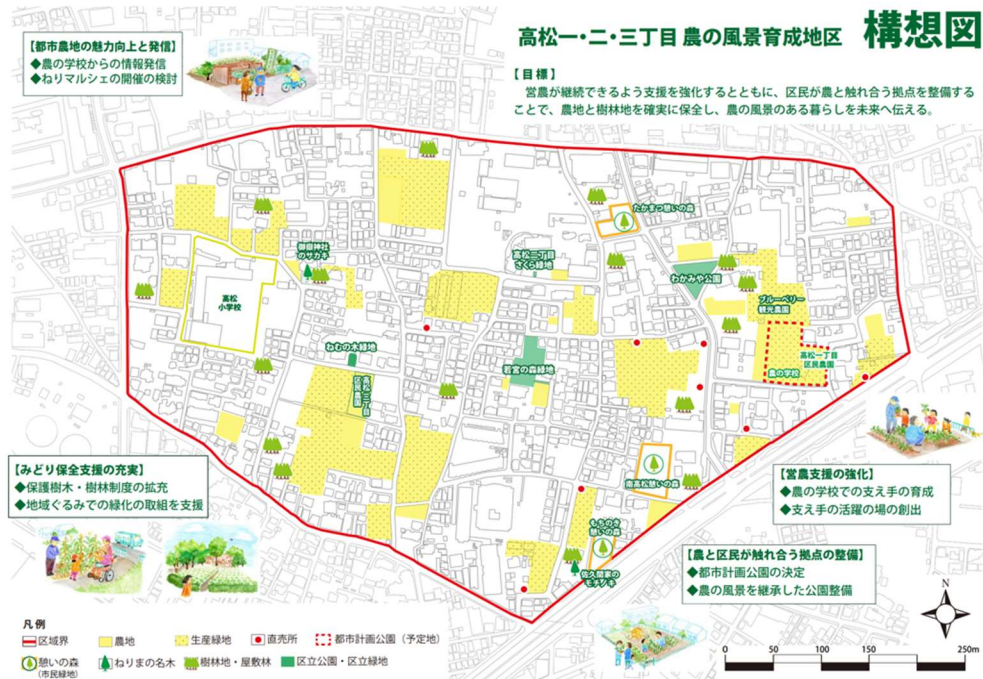 高松一・二・三丁目 農の風景育成地区 構想図
【目標】
営農が継続できるよう支援を強化するとともに、区民が農と触れ合う拠点を整備する
ことで、農地と樹林地を確実に保全し、農の風景のある暮らしを未来へ伝える。
【都市農地の魅力向上と発信】
◆農の学校からの情報発信
◆ねりマルシェの開催の検討
たかまつ憩いの森
御嶽神社
のサカキ
高松二丁目
さくら緑地
わかみや公園
高松
小学校
ブルーベリー
観光農園
ねむの木緑地
若宮の森緑地
高松一丁目
区民農園
農の学校
高松三丁目
区民農園
南高松憩いの森
もちのき
憩いの森
佐久間家の
モチノキ
【みどり保全支援の充実】
◆保護樹木・樹林制度の拡充
◆地域ぐるみでの緑化の取組を支援
【営農支援の強化】
◆農の学校での支え手の育成
◆支え手の活躍の場の創出
【農と区民が触れ合う拠点の整備】
◆都市計画公園の決定
◆農の風景を継承した公園整備
凡例
区域界
農地
生産緑地
直売所
都市計画公園（予定地）
憩いの森
（市民緑地）
ねりまの名木
樹林地・屋敷林
区立公園・区立緑地
N
0 50 100 150 250m